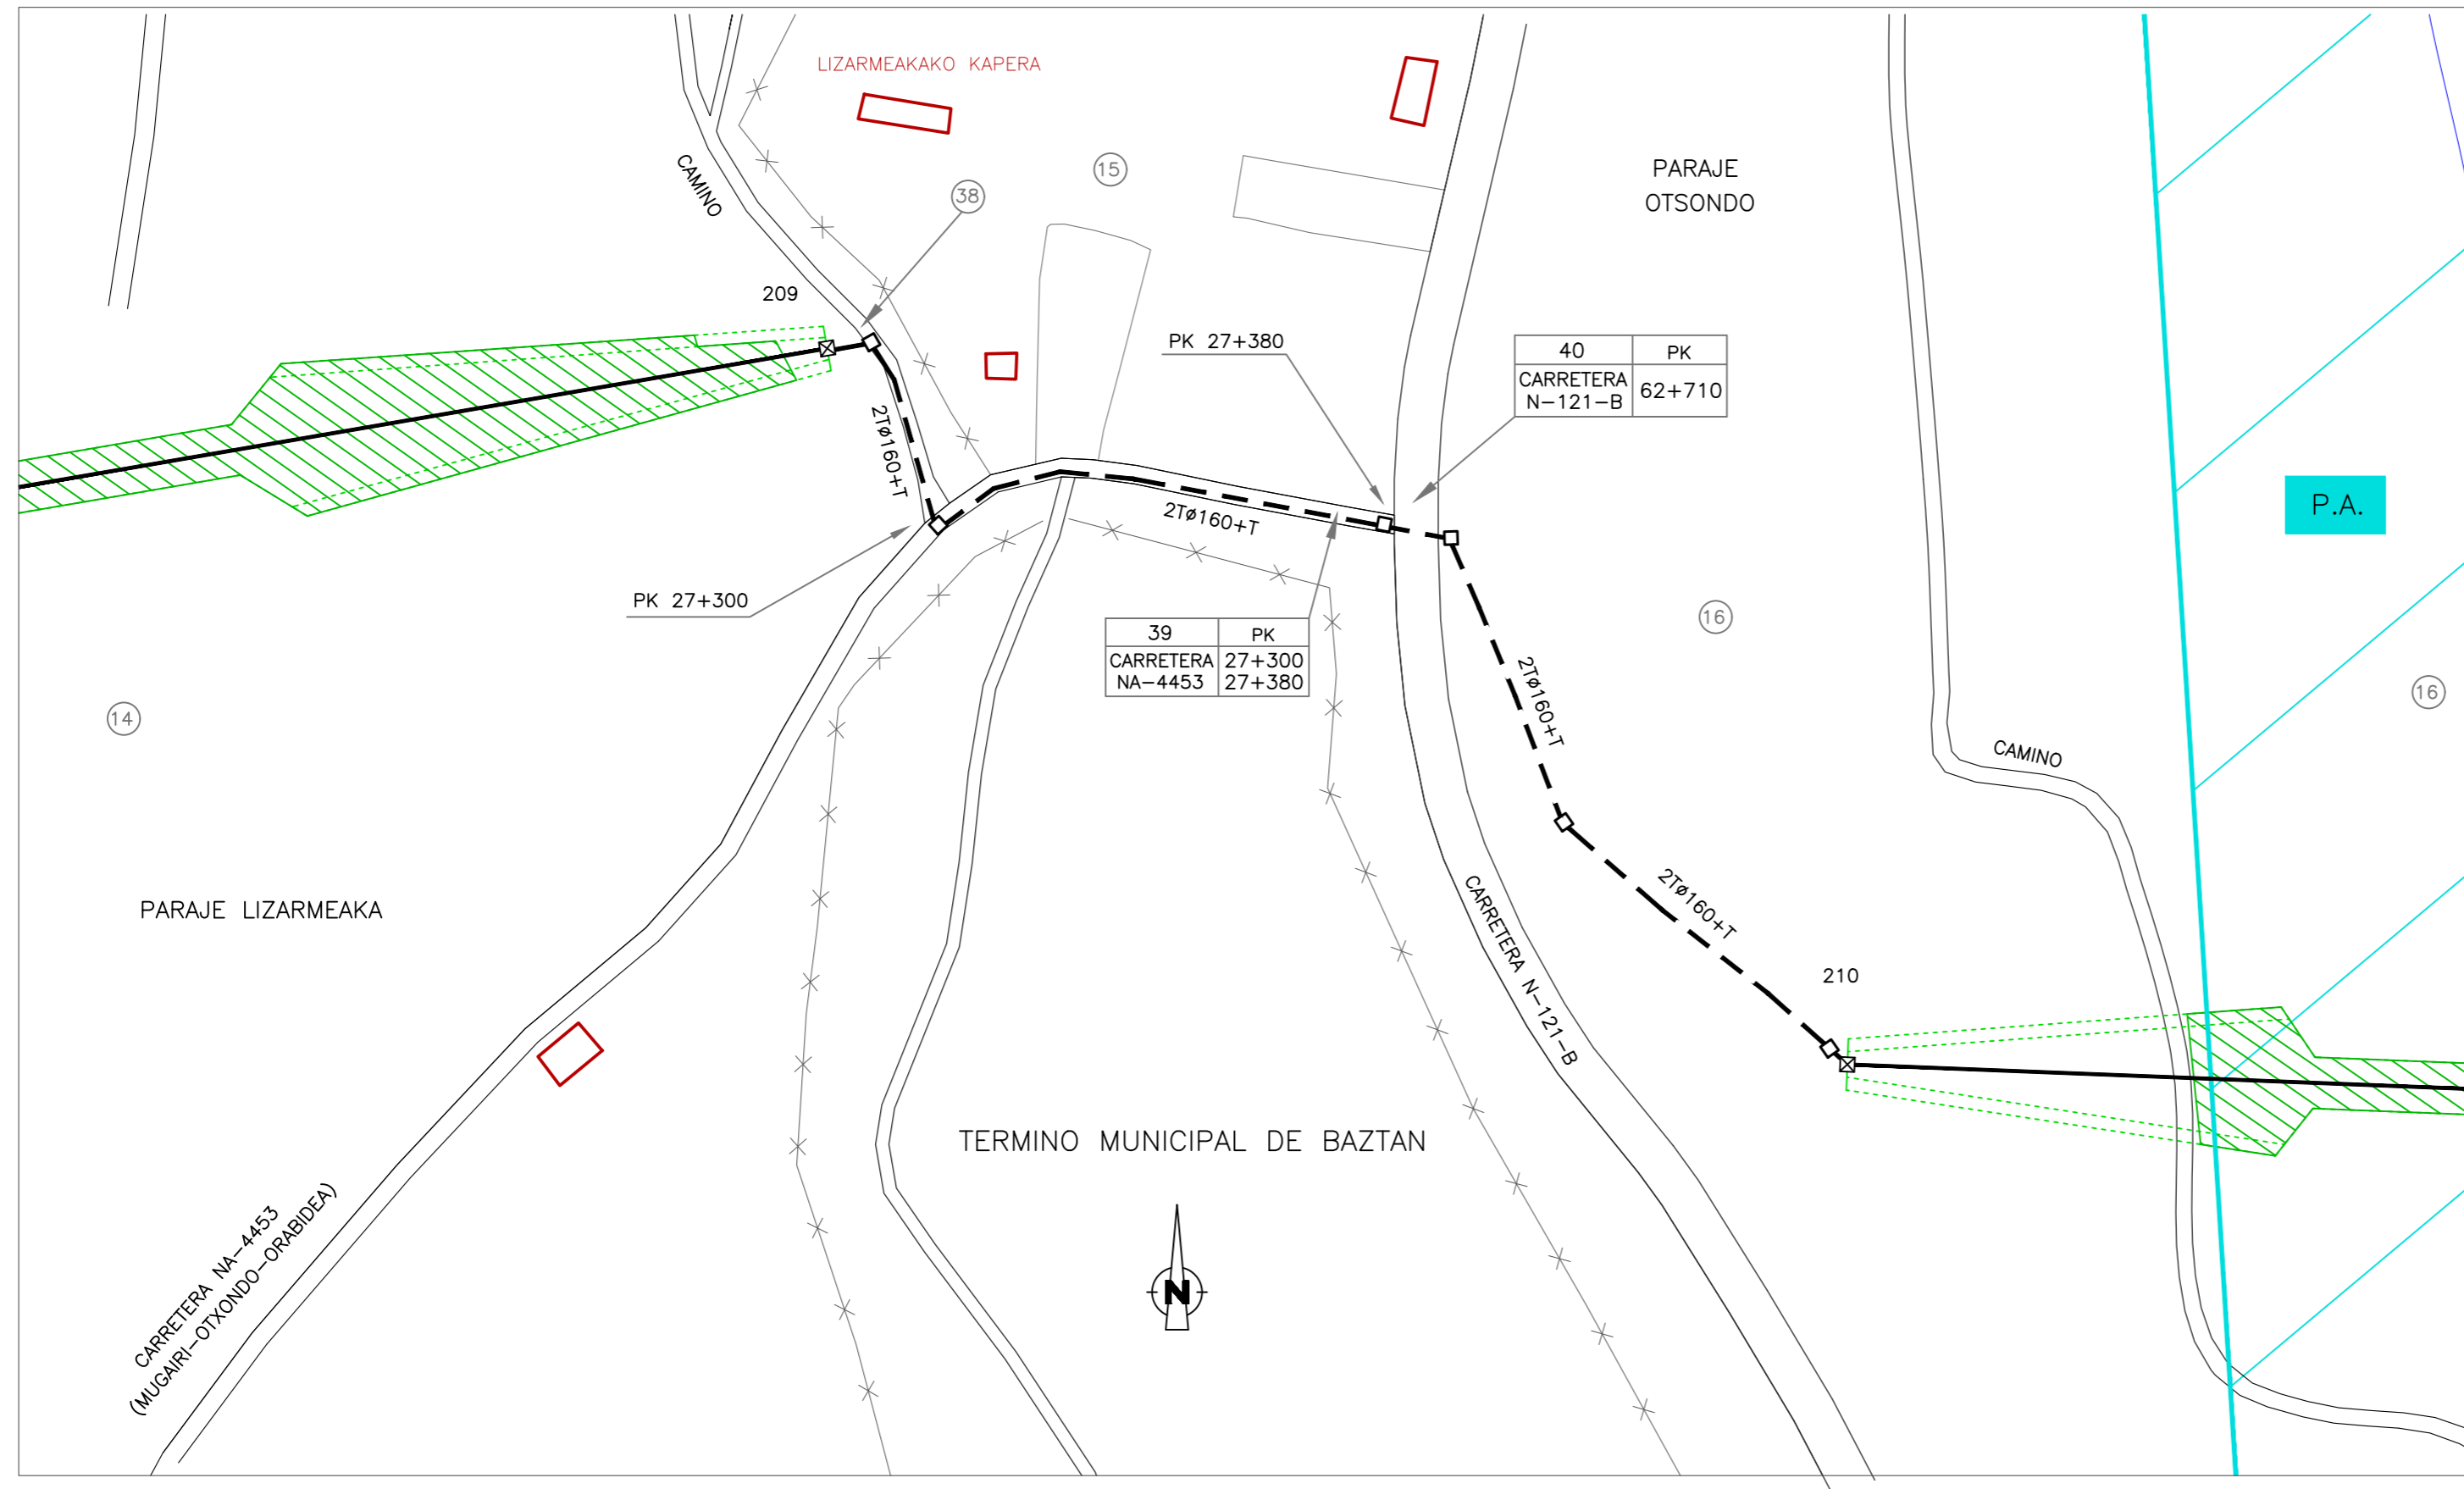 LIZARMEAKAKO KAPERA
15
38
CAMINO
209
PARAJE
OTSONDO
PK 27+380
40 PK
CARRETERA
N-121-B
62+710
2Tø160+T
2Tø160+T
P.A.
PK 27+300
39 PK
CARRETERA 27+300
NA-4453 27+380
16
16
14
2Tø160+T
CAMINO
PARAJE LIZARMEAKA
2Tø160+T
CARRETERA N-121-B
210
TERMINO MUNICIPAL DE BAZTAN
CARRETERA NA-4453
(MUGAIRI-OTXONDO-ORABIDEA)
N